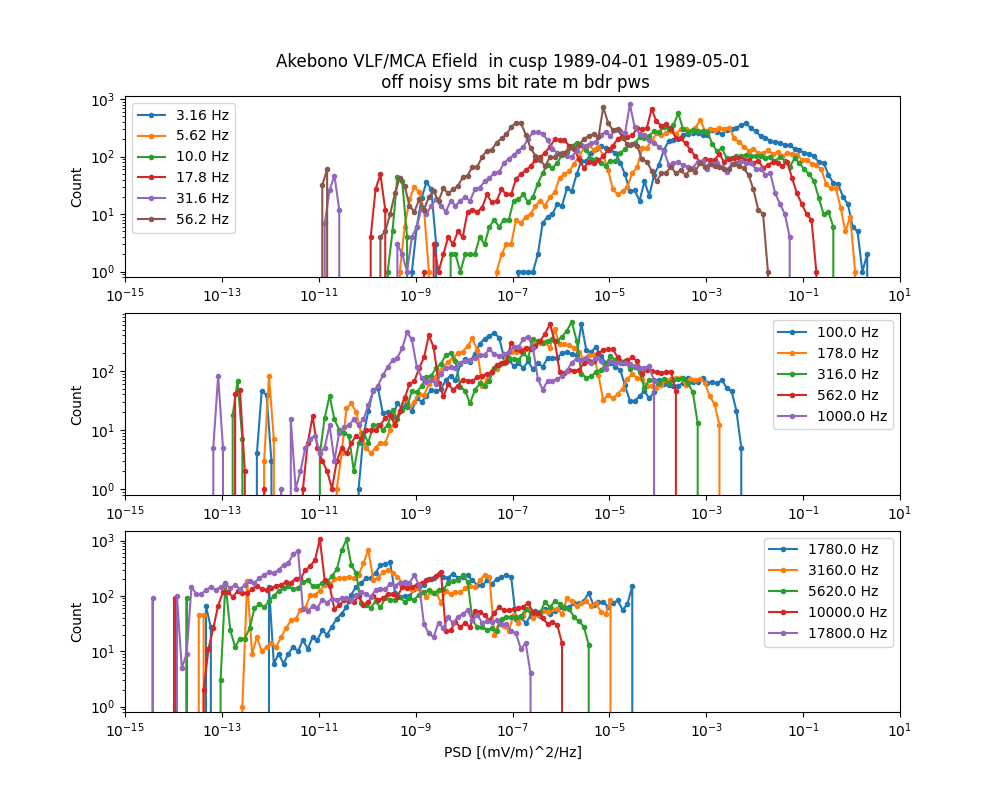 Akebono VLF/MCA Efield  in cusp 1989-04-01 1989-05-01
off noisy sms bit rate m bdr pws
Count
10^3
10^2
10^1
10^0
3.16 Hz
5.62 Hz
10.0 Hz
17.8 Hz
31.6 Hz
56.2 Hz
10^−15 10^−13 10^−11 10^−9 10^−7 10^−5 10^−3 10^−1 10^1
Count
10^2
10^1
10^0
100.0 Hz
178.0 Hz
316.0 Hz
562.0 Hz
1000.0 Hz
10^−15 10^−13 10^−11 10^−9 10^−7 10^−5 10^−3 10^−1 10^1
Count
10^3
10^2
10^1
10^0
1780.0 Hz
3160.0 Hz
5620.0 Hz
10000.0 Hz
17800.0 Hz
10^−15 10^−13 10^−11 10^−9 10^−7 10^−5 10^−3 10^−1 10^1
PSD [(mV/m)^2/Hz]